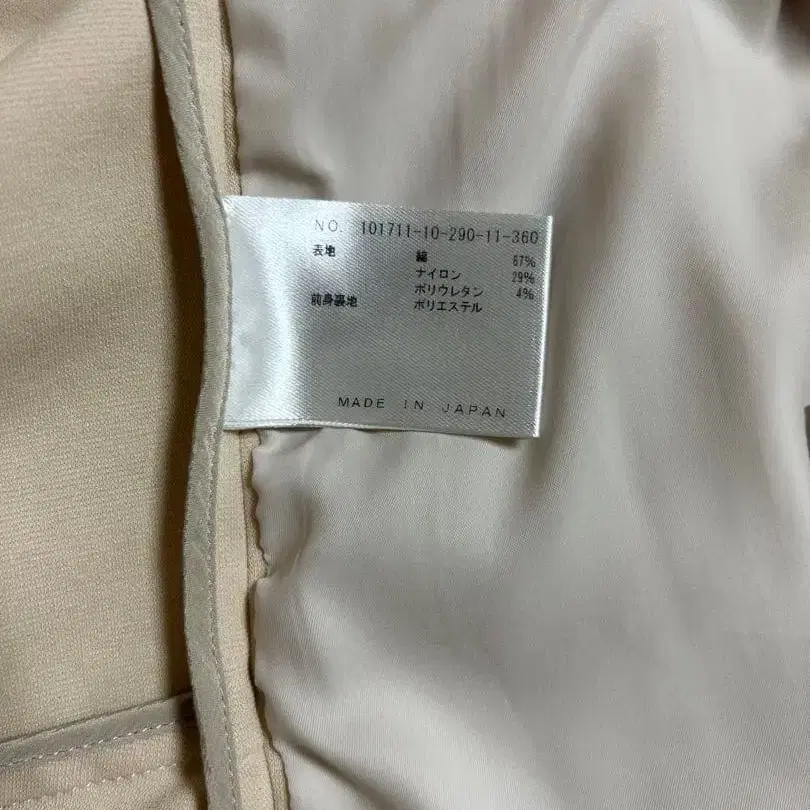 NO. 101711-10-290-11-360
表地 綿 67%
ナイロン 29%
ポリウレタン 4%
前身裏地 ポリエステル
MADE IN JAPAN